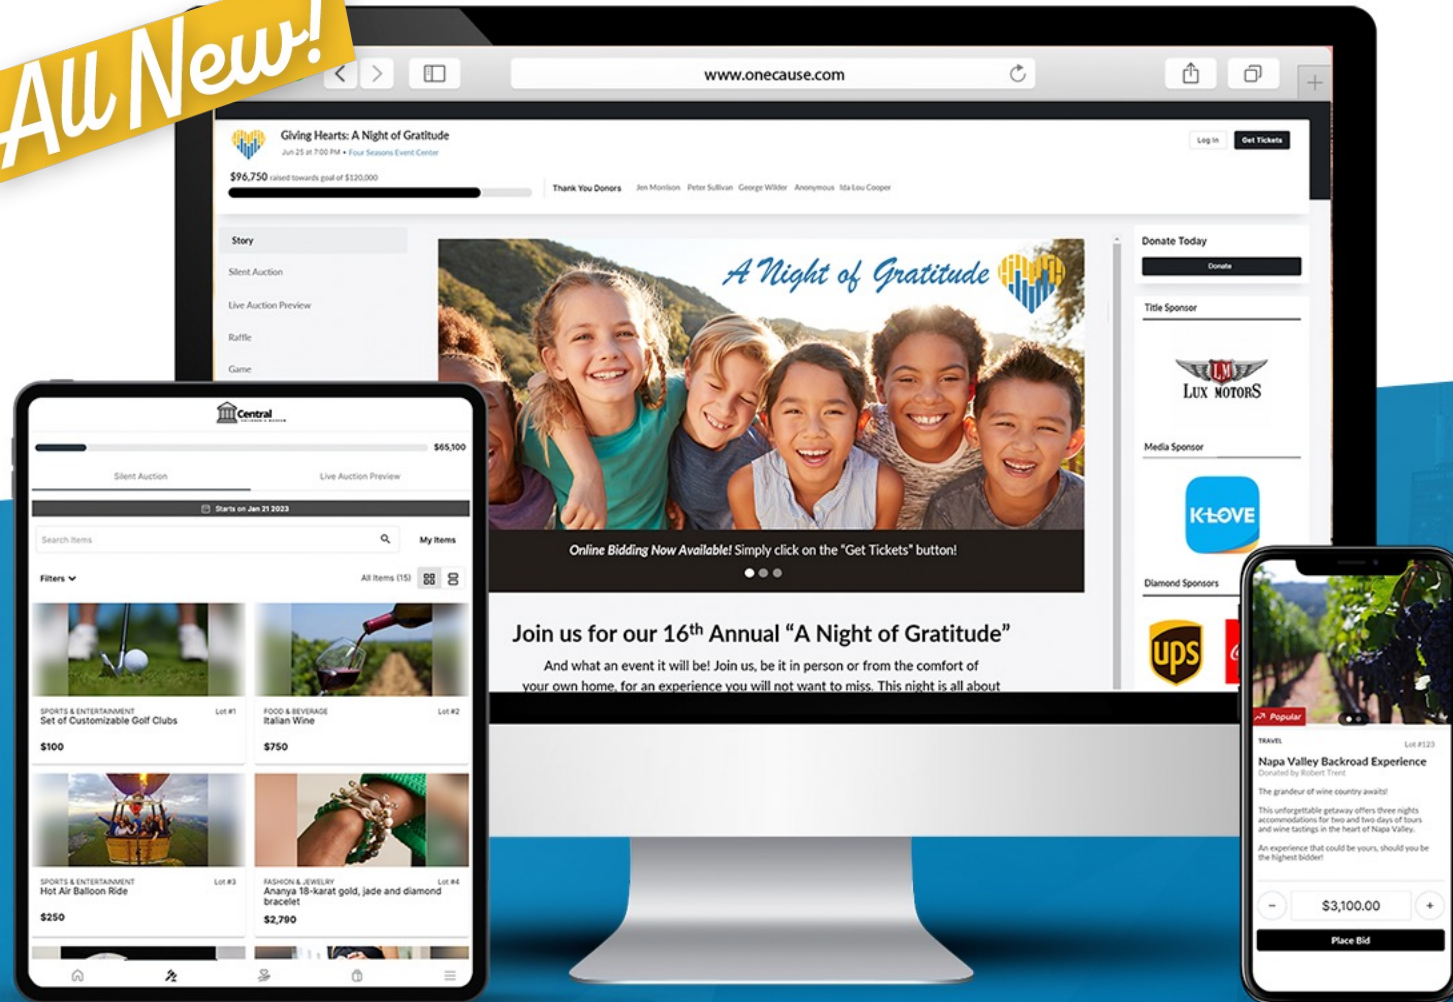 All New!
www.onecause.com
Giving Hearts: A Night of Gratitude
Jun 25 at 7:00 PM • Four Seasons Event Center
Log In
Get Tickets
$96,750 raised towards goal of $120,000
Thank You Donors Jen Morrison Peter Sullivan George Wilder Anonymous Ida Lou Cooper
Story
Silent Auction
Live Auction Preview
Raffle
Game
A Night of Gratitude
Online Bidding Now Available! Simply click on the “Get Tickets” button!
Join us for our 16th Annual “A Night of Gratitude”
And what an event it will be! Join us, be it in person or from the comfort of
your own home, for an experience you will not want to miss. This night is all about
Donate Today
Donate
Title Sponsor
LM
LUX MOTORS
Media Sponsor
K-LOVE
Diamond Sponsors
ups
Central
$65,100
Silent Auction
Live Auction Preview
Starts on Jan 21 2023
Search Items
My Items
Filters
All Items (15)
SPORTS & ENTERTAINMENT Lot #1
Set of Customizable Golf Clubs
$100
FOOD & BEVERAGE Lot #2
Italian Wine
$750
SPORTS & ENTERTAINMENT Lot #3
Hot Air Balloon Ride
$250
FASHION & JEWELRY Lot #4
Ananya 18-karat gold, jade and diamond
bracelet
$2,790
Popular
TRAVEL Lot #123
Napa Valley Backroad Experience
Donated by Robert Trent
The grandeur of wine country awaits!
This unforgettable getaway offers three nights
accommodations for two and two days of tours
and wine tastings in the heart of Napa Valley.
An experience that could be yours, should you be
the highest bidder!
- $3,100.00 +
Place Bid